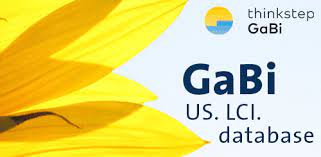 thinkstep
GaBi
GaBi
US. LCI.
database